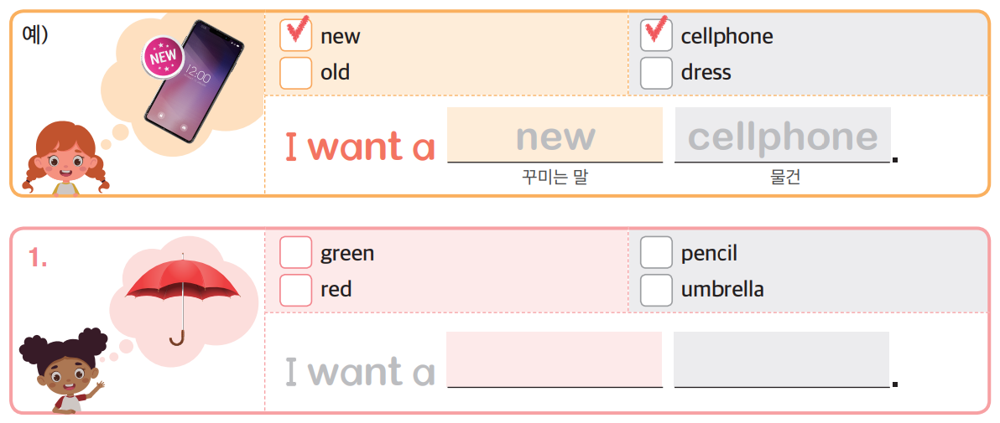 예)
NEW
12:00
new
cellphone
old
dress
I want a new cellphone.
꾸미는 말
물건
1.
green
pencil
red
umbrella
I want a .